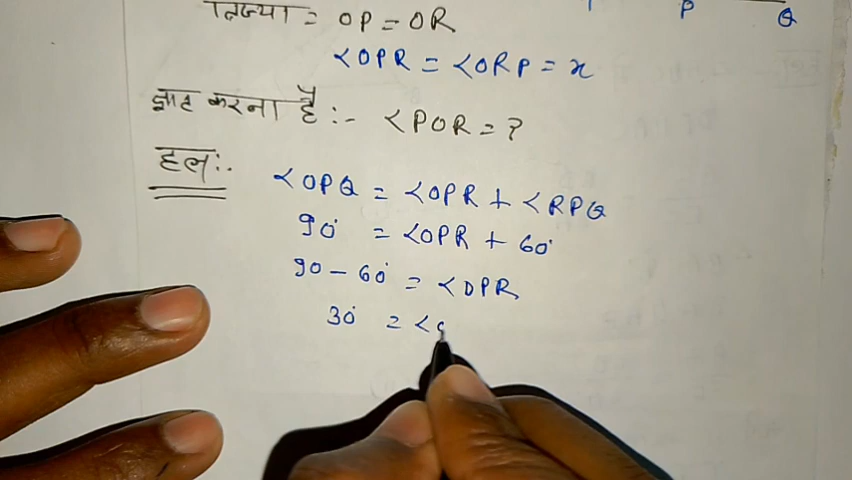 त्रिज्या = OP = OR
P Q
<OPR = <ORP = x
ज्ञात करना है :- <POR = ?
हल:-
<OPQ = <OPR + <RPQ
90° = <OPR + 60°
90 - 60° = <OPR
30° = <